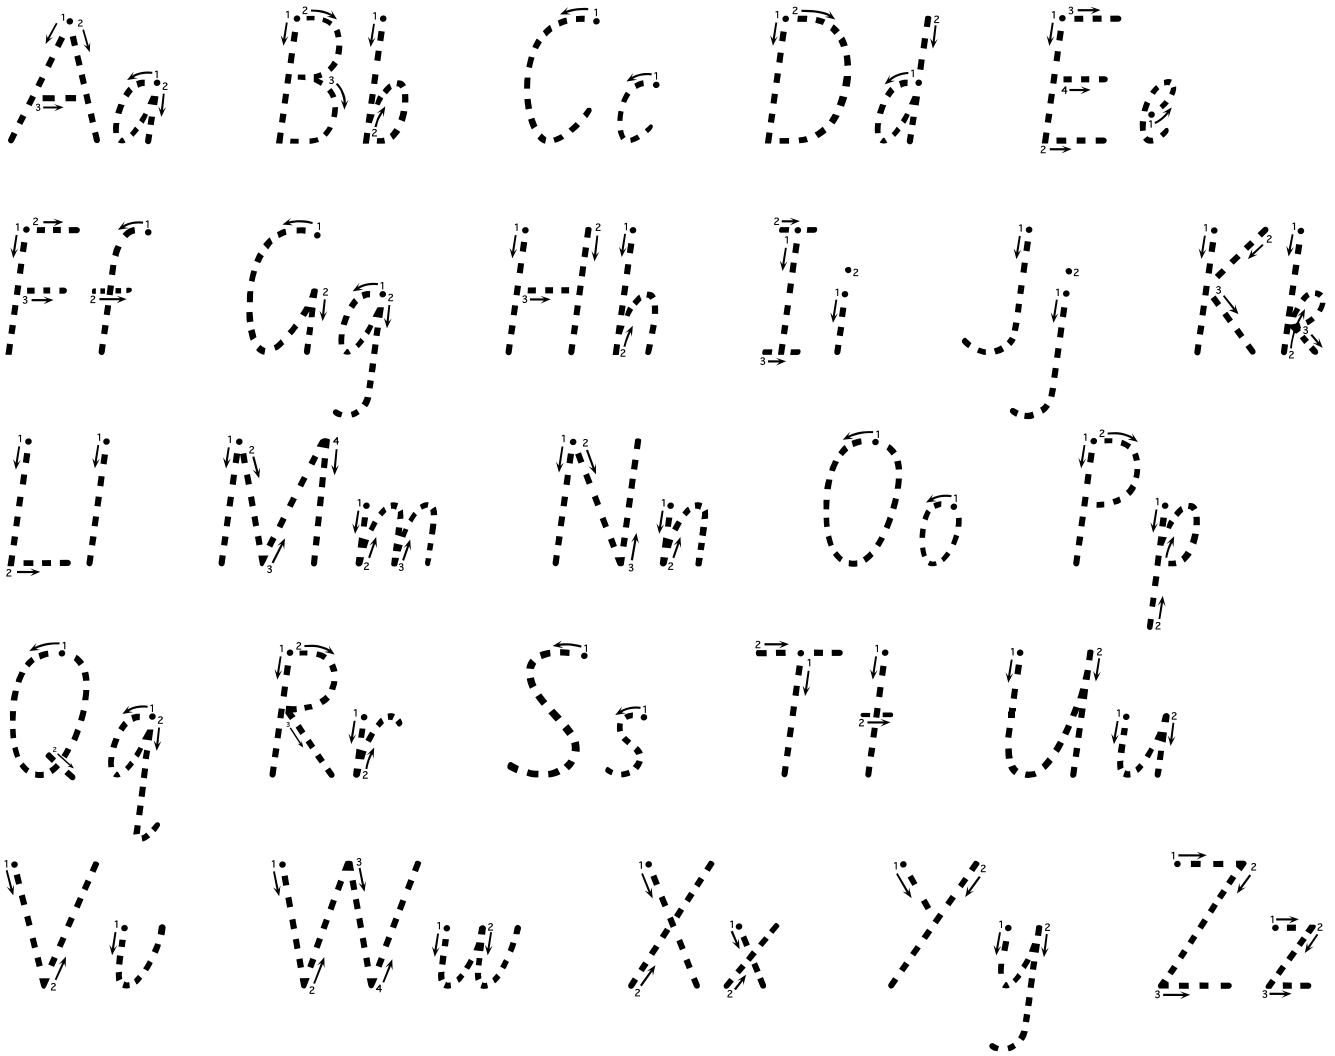 Aa Bb Cc Dd Ee
Ff Gg Hh Ii Jj Kk
Ll Mm Nn Oo Pp
Qq Rr Ss Tt Uu
Vv Ww Xx Yy Zz